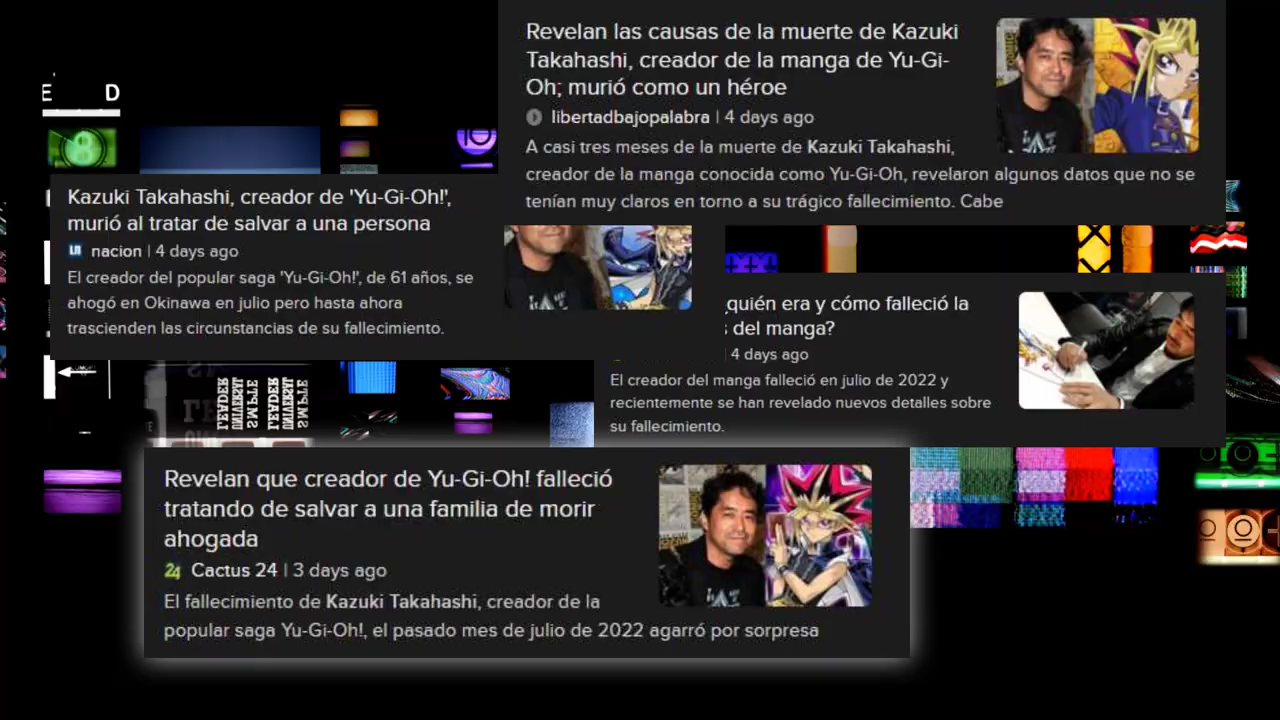 Revelan las causas de la muerte de Kazuki
Takahashi, creador de la manga de Yu-Gi-
Oh; murió como un héroe
libertadbajopalabra | 4 days ago
A casi tres meses de la muerte de Kazuki Takahashi,
creador de la manga conocida como Yu-Gi-Oh, revelaron algunos datos que no se
tenían muy claros en torno a su trágico fallecimiento. Cabe
E D
Kazuki Takahashi, creador de 'Yu-Gi-Oh!',
murió al tratar de salvar a una persona
LN nacion | 4 days ago
El creador del popular saga 'Yu-Gi-Oh!', de 61 años, se
ahogó en Okinawa en julio pero hasta ahora
trascienden las circunstancias de su fallecimiento.
¿quién era y cómo falleció la
del manga?
| 4 days ago
El creador del manga falleció en julio de 2022 y
recientemente se han revelado nuevos detalles sobre
su fallecimiento.
Revelan que creador de Yu-Gi-Oh! falleció
tratando de salvar a una familia de morir
ahogada
24 Cactus 24 | 3 days ago
El fallecimiento de Kazuki Takahashi, creador de la
popular saga Yu-Gi-Oh!, el pasado mes de julio de 2022 agarró por sorpresa